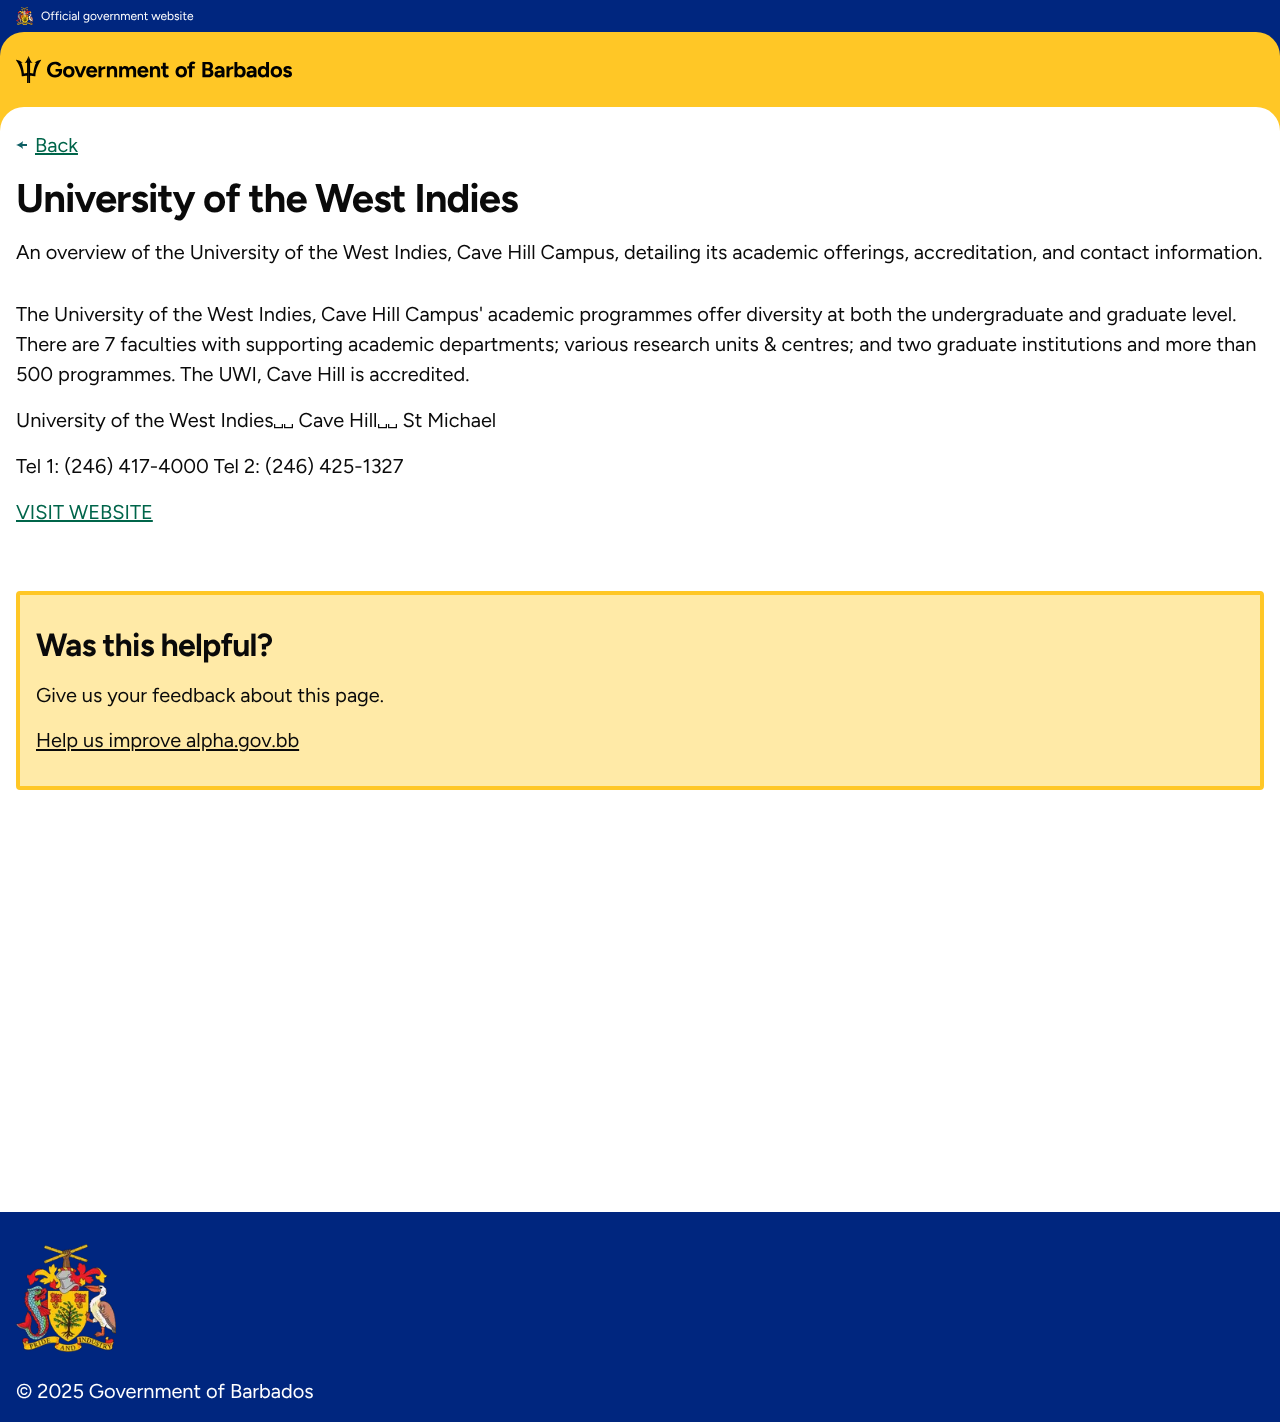 Official government website
Government of Barbados
Back
University of the West Indies
An overview of the University of the West Indies, Cave Hill Campus, detailing its academic offerings, accreditation, and contact information.
The University of the West Indies, Cave Hill Campus' academic programmes offer diversity at both the undergraduate and graduate level.
There are 7 faculties with supporting academic departments; various research units & centres; and two graduate institutions and more than
500 programmes. The UWI, Cave Hill is accredited.
University of the West Indies␣␣ Cave Hill␣␣ St Michael
Tel 1: (246) 417-4000 Tel 2: (246) 425-1327
VISIT WEBSITE
Was this helpful?
Give us your feedback about this page.
Help us improve alpha.gov.bb
PRIDE AND INDUSTRY
© 2025 Government of Barbados